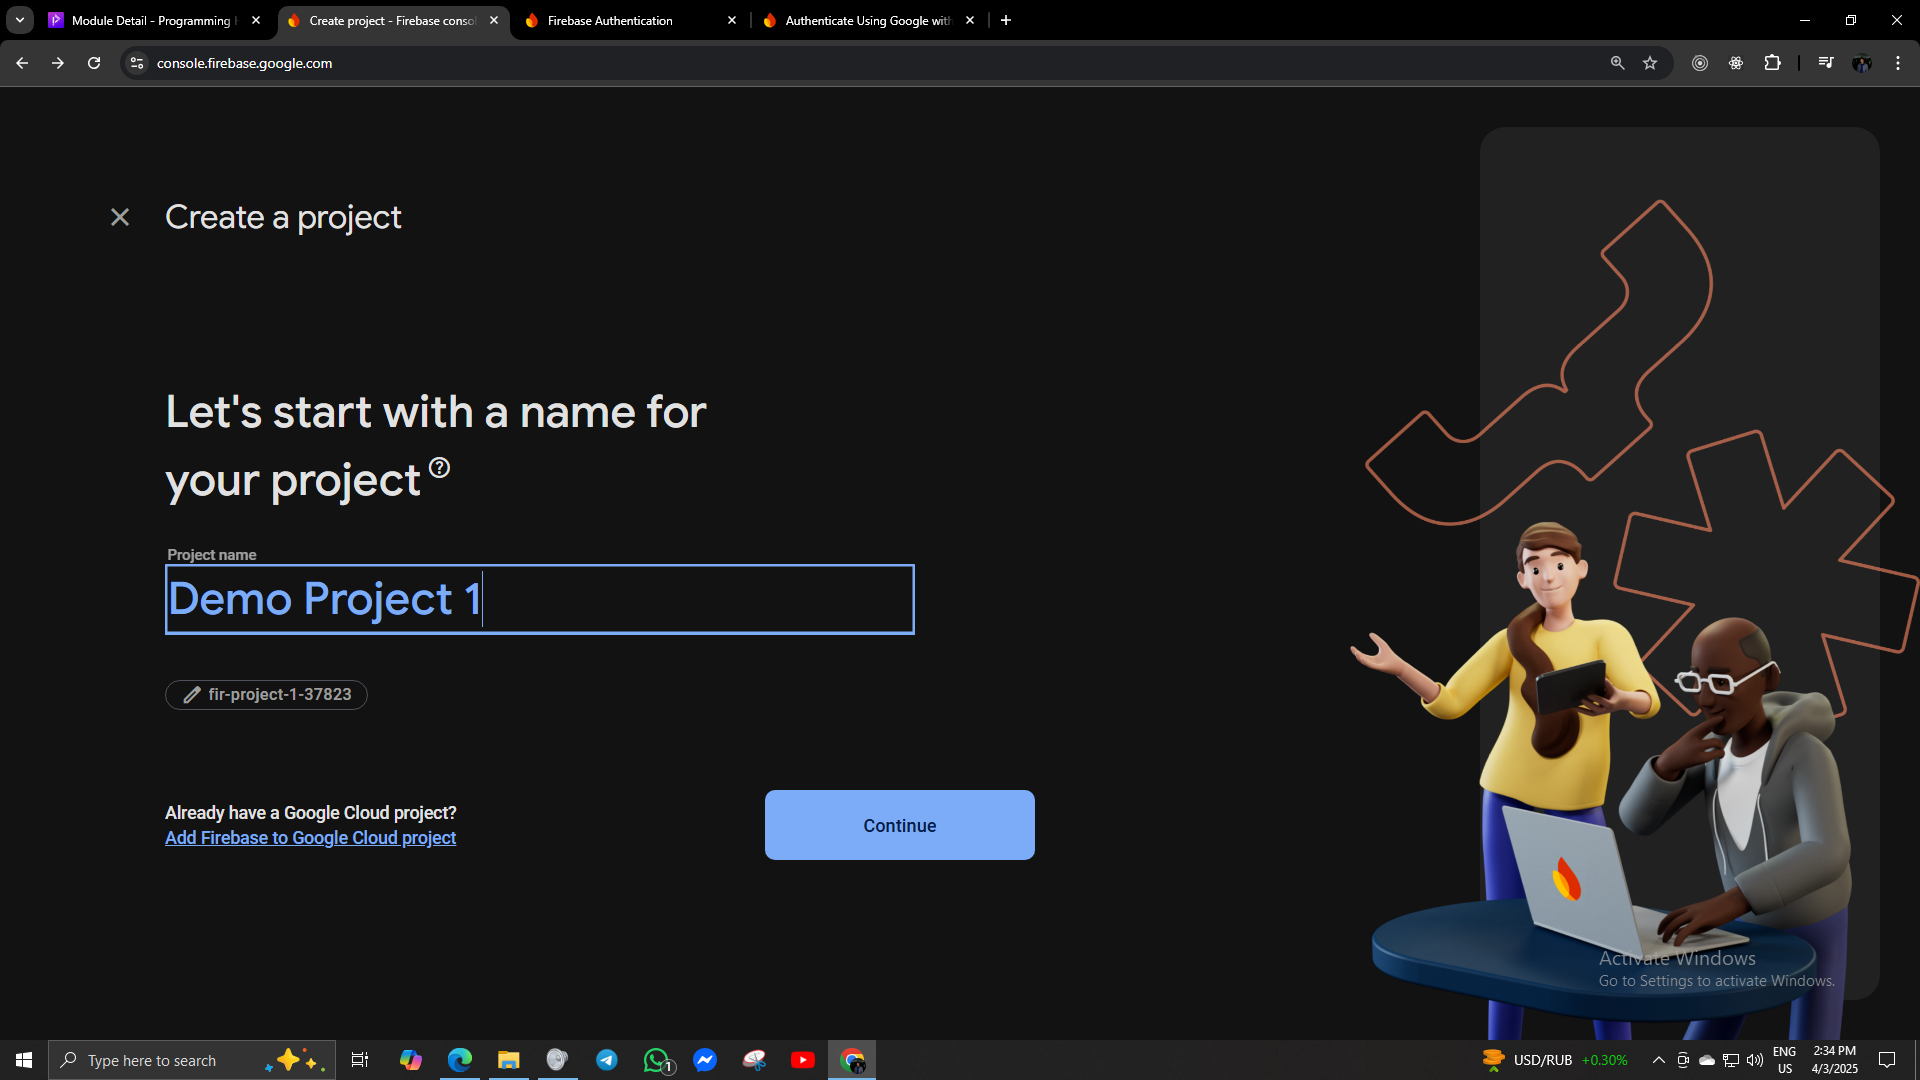 Module Detail - Programming H
Create project - Firebase conso
Firebase Authentication
Authenticate Using Google with
console.firebase.google.com
Create a project
Let's start with a name for
your project
Project name
Demo Project 1
fir-project-1-37823
Already have a Google Cloud project?
Add Firebase to Google Cloud project
Continue
Activate Windows
Go to Settings to activate Windows.
Type here to search
1
USD/RUB +0.30%
ENG
US
2:34 PM
4/3/2025